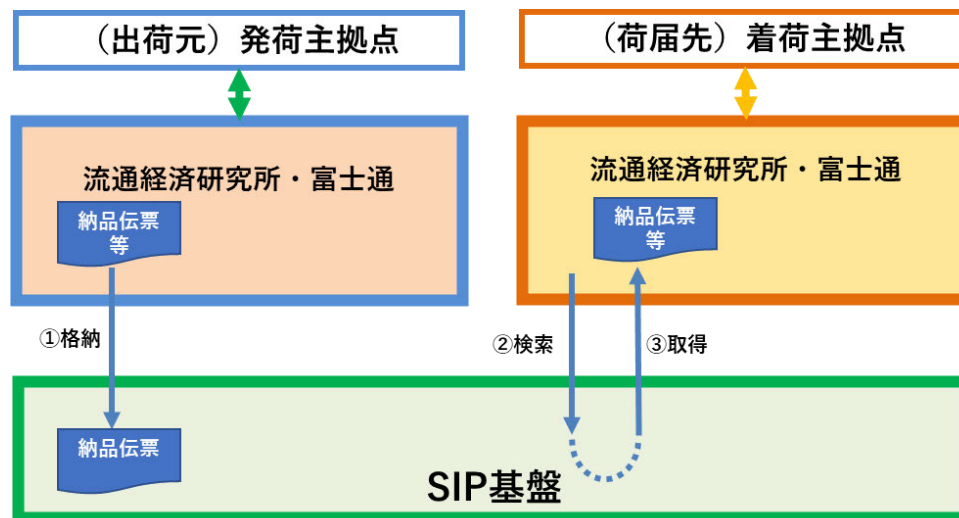 （出荷元）発荷主拠点
（荷届先）着荷主拠点
流通経済研究所・富士通
納品伝票
等
流通経済研究所・富士通
納品伝票
等
①格納
②検索
③取得
納品伝票
SIP基盤